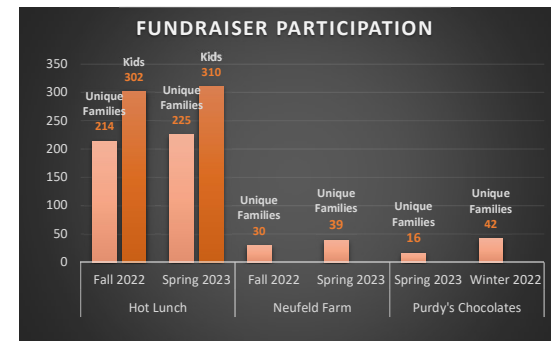 FUNDRAISER PARTICIPATION
350
300
250
200
150
100
50
0
Unique
Families
214
Kids
302
Unique
Families
225
Kids
310
Unique
Families
30
Unique
Families
39
Unique
Families
16
Unique
Families
42
Fall 2022
Spring 2023
Fall 2022
Spring 2023
Spring 2023
Winter 2022
Hot Lunch
Neufeld Farm
Purdy's Chocolates